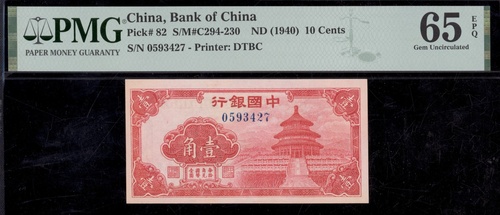 PMG
PAPER MONEY GUARANTY
China, Bank of China
Pick# 82 S/M#C294-230 ND (1940) 10 Cents
S/N 0593427 - Printer: DTBC
65 EPQ
Gem Uncirculated
行銀國中
0593427
角壹